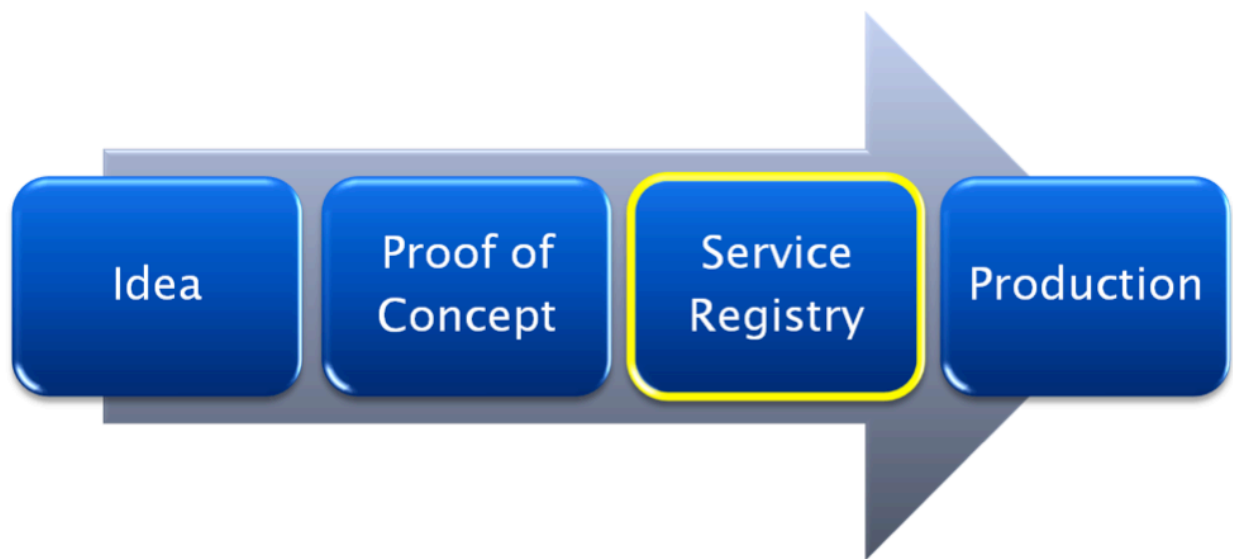 Idea
Proof of
Concept
Service
Registry
Production